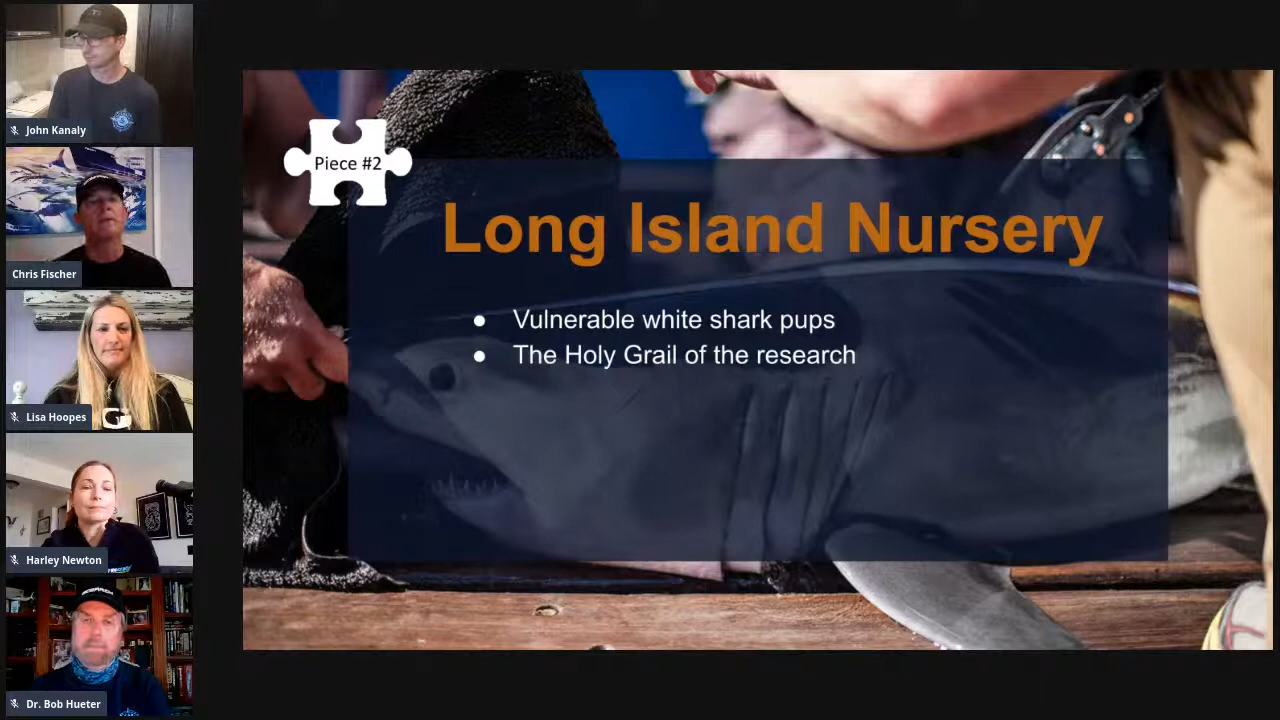 John Kanaly
Chris Fischer
Lisa Hoopes
Harley Newton
Dr. Bob Hueter
Piece #2
Long Island Nursery
● Vulnerable white shark pups
● The Holy Grail of the research